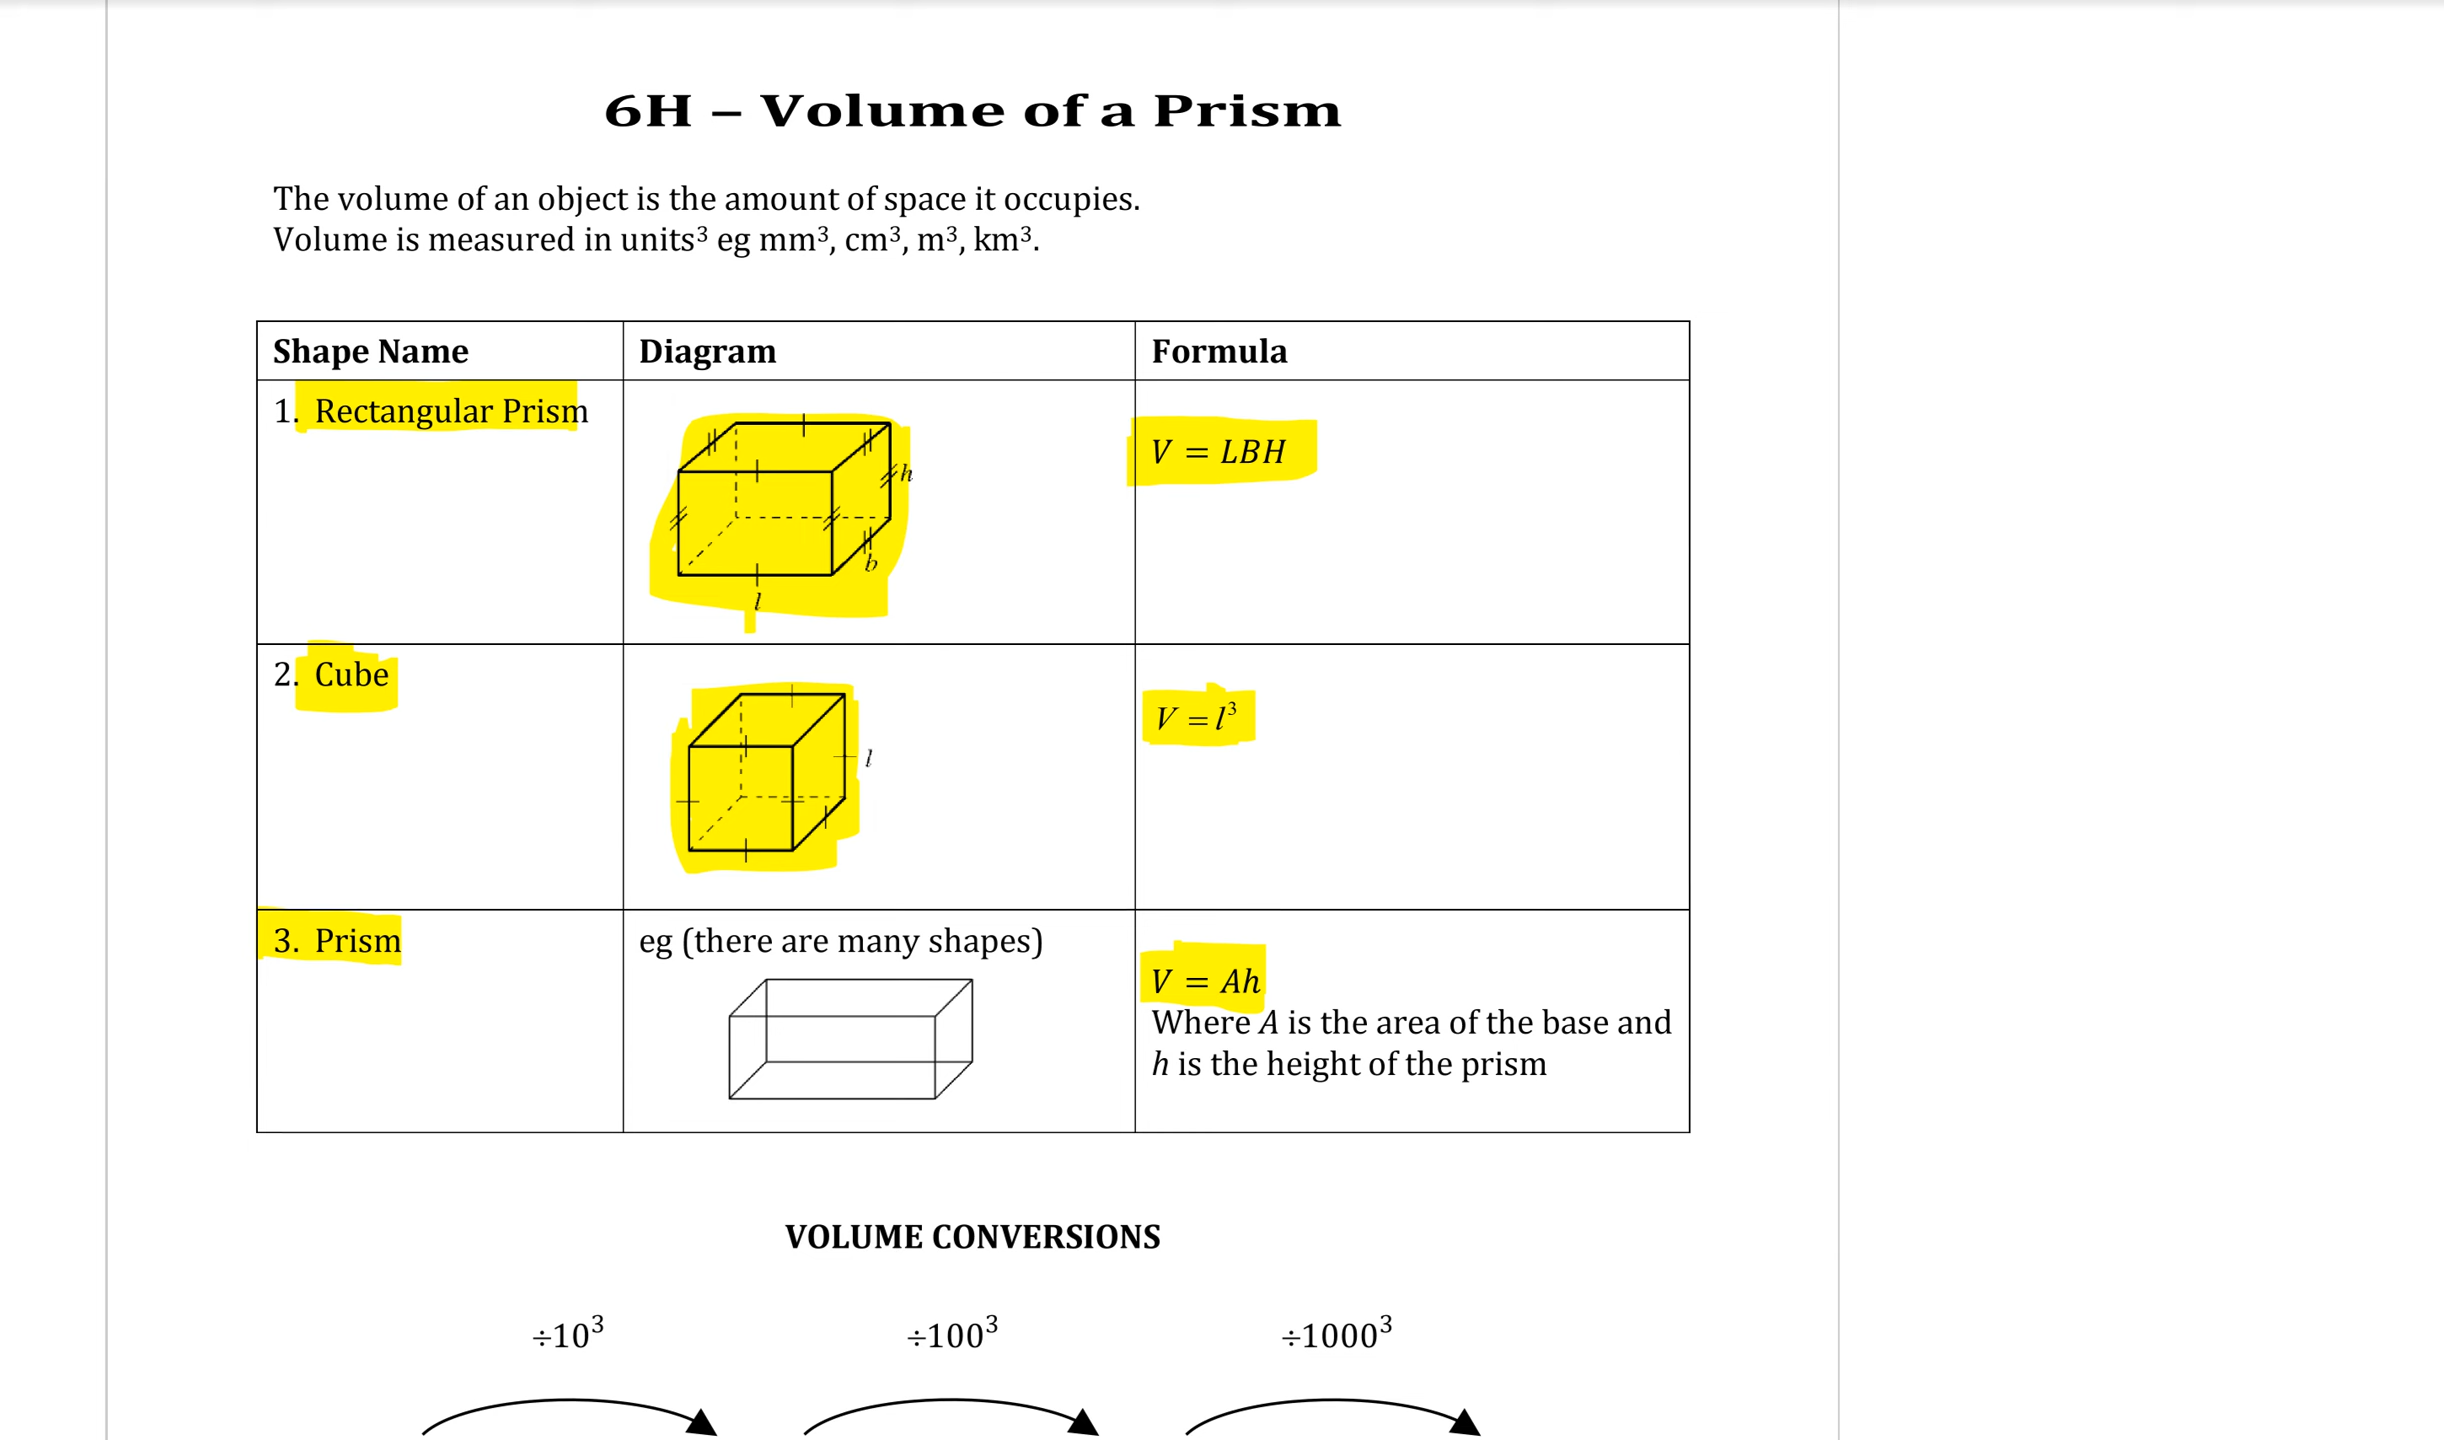 6H – Volume of a Prism
The volume of an object is the amount of space it occupies.
Volume is measured in units³ eg mm³, cm³, m³, km³.
Shape Name
Diagram
Formula
1. Rectangular Prism
h
b
l
V = LBH
2. Cube
l
V = l³
3. Prism
eg (there are many shapes)
V = Ah
Where A is the area of the base and
h is the height of the prism
VOLUME CONVERSIONS
÷10³
÷100³
÷1000³